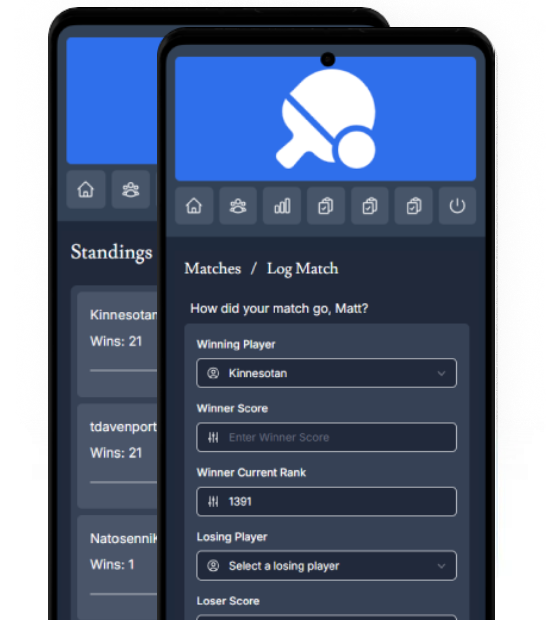 Standings
Kinnesotan
Wins: 21
tdavenport
Wins: 21
Wins: 1
Matches / Log Match
How did your match go, Matt?
Winning Player
Kinnesotan
Winner Score
Enter Winner Score
Winner Current Rank
1391
Losing Player
Select a losing player
Loser Score